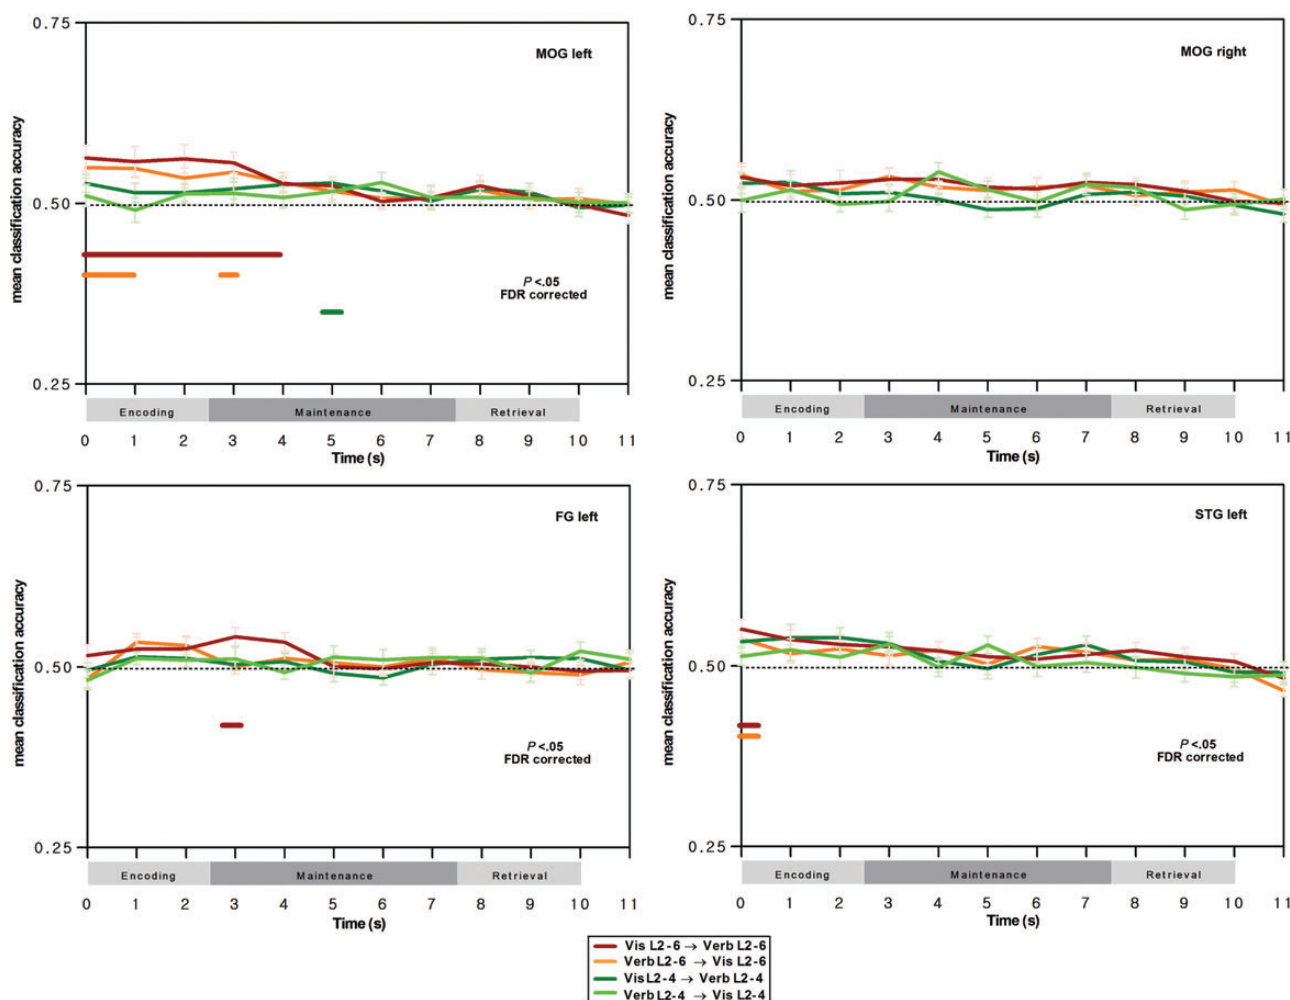 0.75
MOG left
mean classification accuracy
0.50
P <.05
FDR corrected
0.25
Encoding Maintenance Retrieval
0 1 2 3 4 5 6 7 8 9 10 11
Time (s)
0.75
MOG right
mean classification accuracy
0.50
0.25
Encoding Maintenance Retrieval
0 1 2 3 4 5 6 7 8 9 10 11
Time (s)
0.75
FG left
mean classification accuracy
0.50
P <.05
FDR corrected
0.25
Encoding Maintenance Retrieval
0 1 2 3 4 5 6 7 8 9 10 11
Time (s)
0.75
STG left
mean classification accuracy
0.50
P <.05
FDR corrected
0.25
Encoding Maintenance Retrieval
0 1 2 3 4 5 6 7 8 9 10 11
Time (s)
Vis L2-6 → Verb L2-6
Verb L2-6 → Vis L2-6
Vis L2-4 → Verb L2-4
Verb L2-4 → Vis L2-4